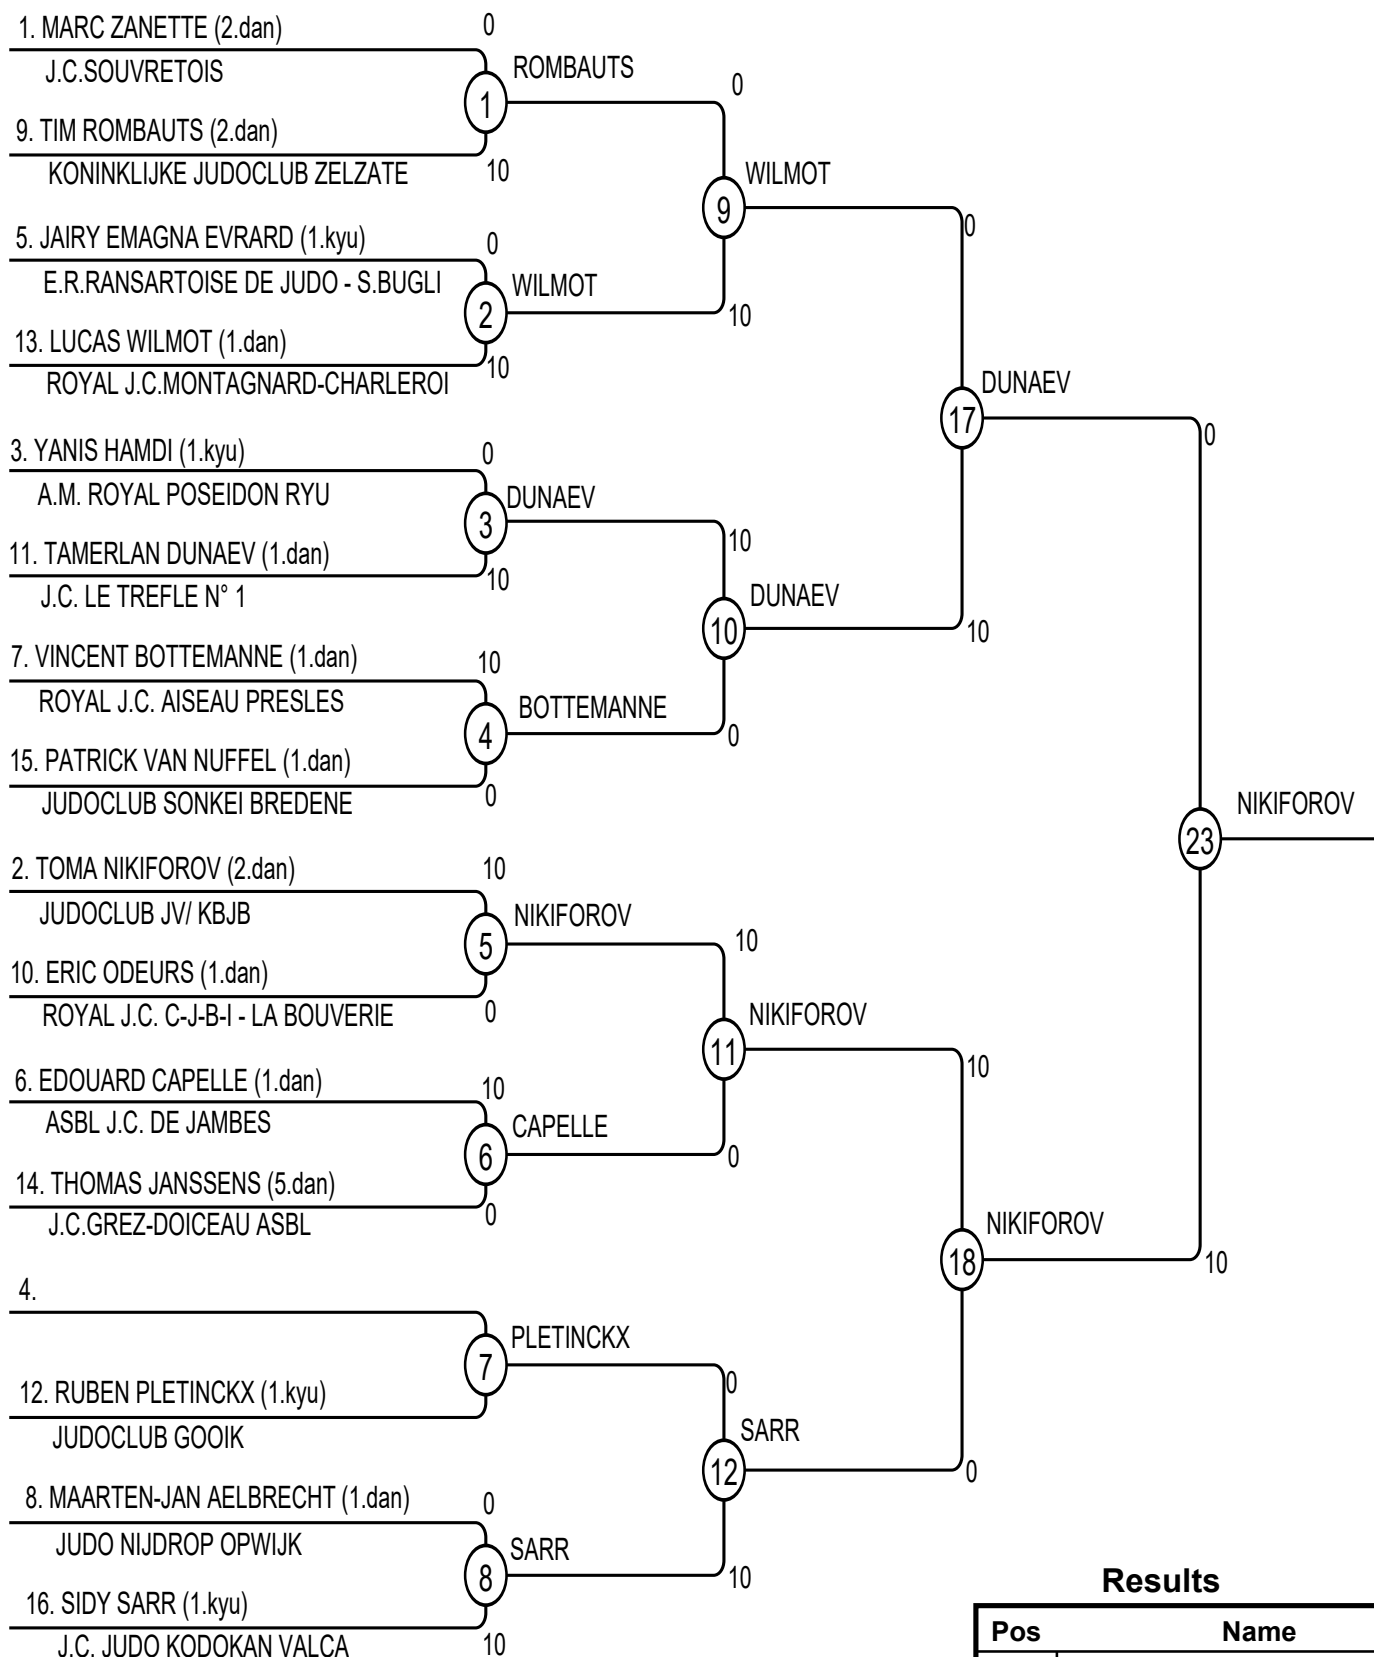 1. MARC ZANETTE (2.dan)
0
J.C.SOUVRETOIS
1
ROMBAUTS
0
9. TIM ROMBAUTS (2.dan)
KONINKLIJKE JUDOCLUB ZELZATE
10
9
WILMOT
0
5. JAIRY EMAGNA EVRARD (1.kyu)
0
E.R.RANSARTOISE DE JUDO - S.BUGLI
2
WILMOT
10
13. LUCAS WILMOT (1.dan)
10
ROYAL J.C.MONTAGNARD-CHARLEROI
17
DUNAEV
0
3. YANIS HAMDI (1.kyu)
0
A.M. ROYAL POSEIDON RYU
3
DUNAEV
10
11. TAMERLAN DUNAEV (1.dan)
10
J.C. LE TREFLE N° 1
10
DUNAEV
10
7. VINCENT BOTTEMANNE (1.dan)
10
ROYAL J.C. AISEAU PRESLES
4
BOTTEMANNE
0
15. PATRICK VAN NUFFEL (1.dan)
0
JUDOCLUB SONKEI BREDENE
23
NIKIFOROV
2. TOMA NIKIFOROV (2.dan)
10
JUDOCLUB JV/ KBJB
5
NIKIFOROV
10
10. ERIC ODEURS (1.dan)
0
ROYAL J.C. C-J-B-I - LA BOUVERIE
11
NIKIFOROV
10
6. EDOUARD CAPELLE (1.dan)
10
ASBL J.C. DE JAMBES
6
CAPELLE
0
14. THOMAS JANSSENS (5.dan)
0
J.C.GREZ-DOICEAU ASBL
18
NIKIFOROV
10
4.
7
PLETINCKX
0
12. RUBEN PLETINCKX (1.kyu)
JUDOCLUB GOOIK
12
SARR
0
8. MAARTEN-JAN AELBRECHT (1.dan)
0
JUDO NIJDROP OPWIJK
8
SARR
10
16. SIDY SARR (1.kyu)
10
J.C. JUDO KODOKAN VALCA
Results
Pos Name